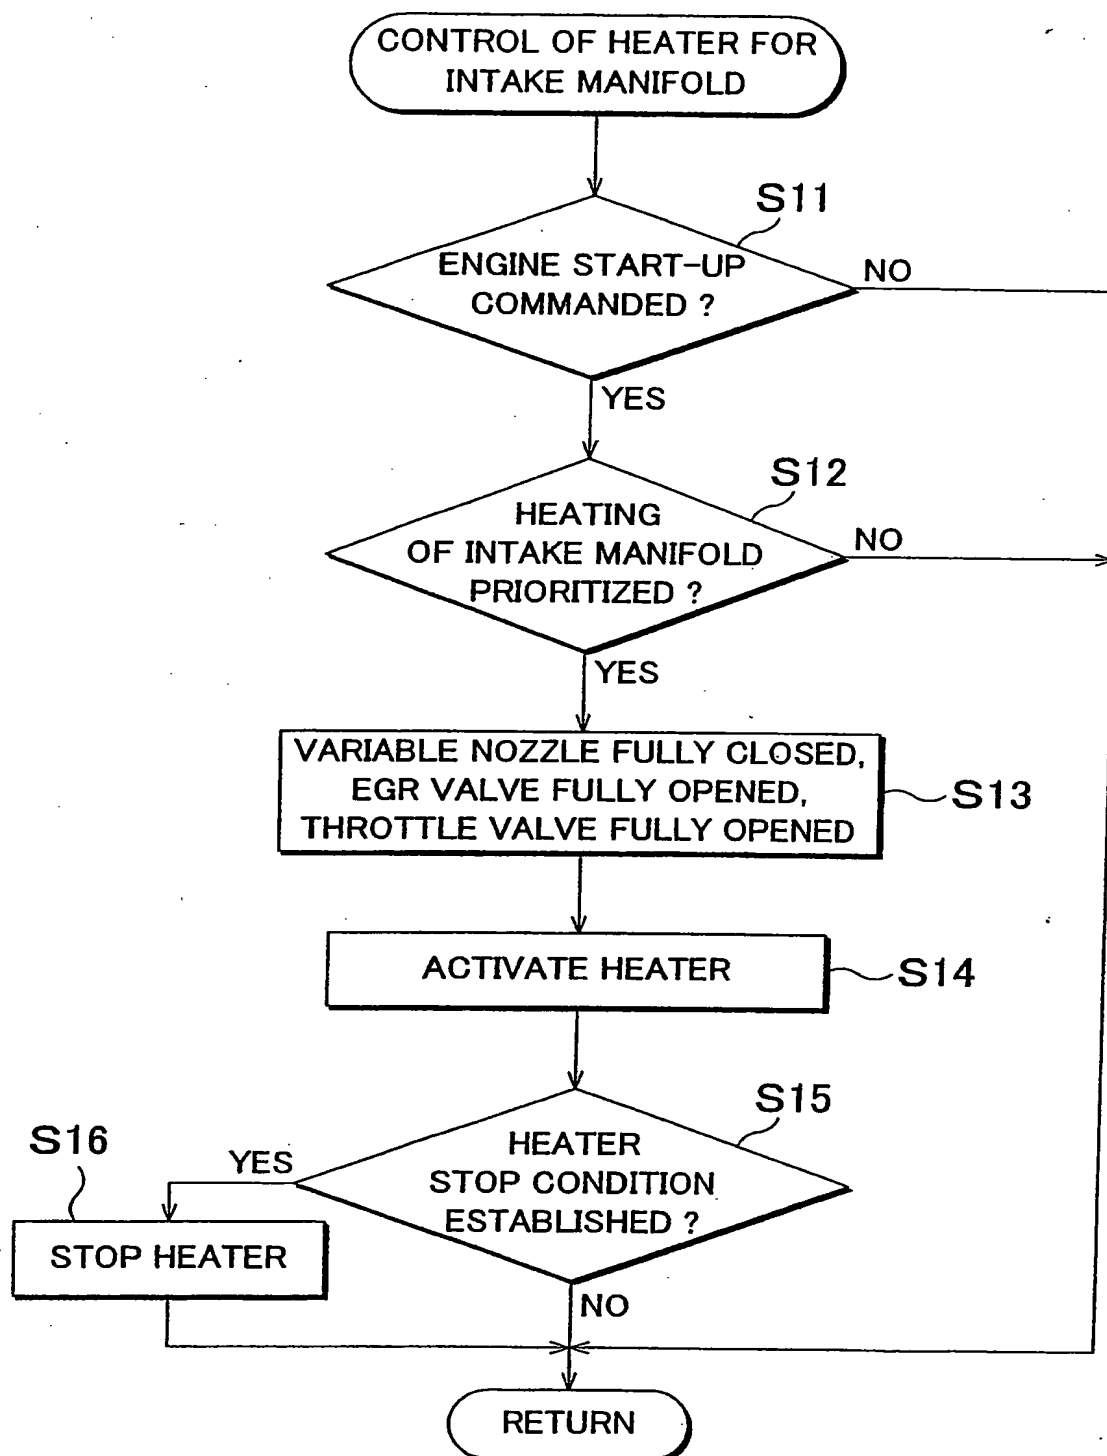 CONTROL OF HEATER FOR
INTAKE MANIFOLD
S11
ENGINE START-UP
COMMANDED ?
NO
YES
S12
HEATING
OF INTAKE MANIFOLD
PRIORITIZED ?
NO
YES
VARIABLE NOZZLE FULLY CLOSED,
EGR VALVE FULLY OPENED,
THROTTLE VALVE FULLY OPENED
S13
ACTIVATE HEATER
S14
S15
HEATER
STOP CONDITION
ESTABLISHED ?
S16
YES
STOP HEATER
NO
RETURN